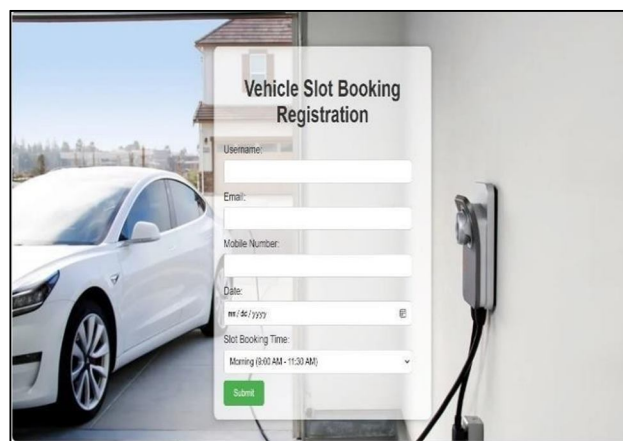 Vehicle Slot Booking
Registration
Username:
Email:
Mobile Number:
Date:
mm/dd/yyyy
Slot Booking Time:
Morning (9:00 AM - 11:30 AM)
Submit